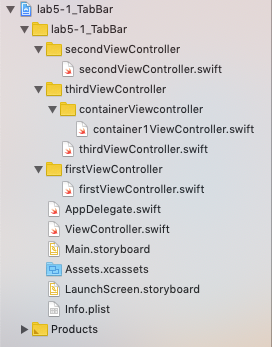 lab5-1_TabBar
lab5-1_TabBar
secondViewController
secondViewController.swift
thirdViewController
containerViewcontroller
container1ViewController.swift
thirdViewController.swift
firstViewController
firstViewController.swift
AppDelegate.swift
ViewController.swift
Main.storyboard
Assets.xcassets
LaunchScreen.storyboard
Info.plist
Products